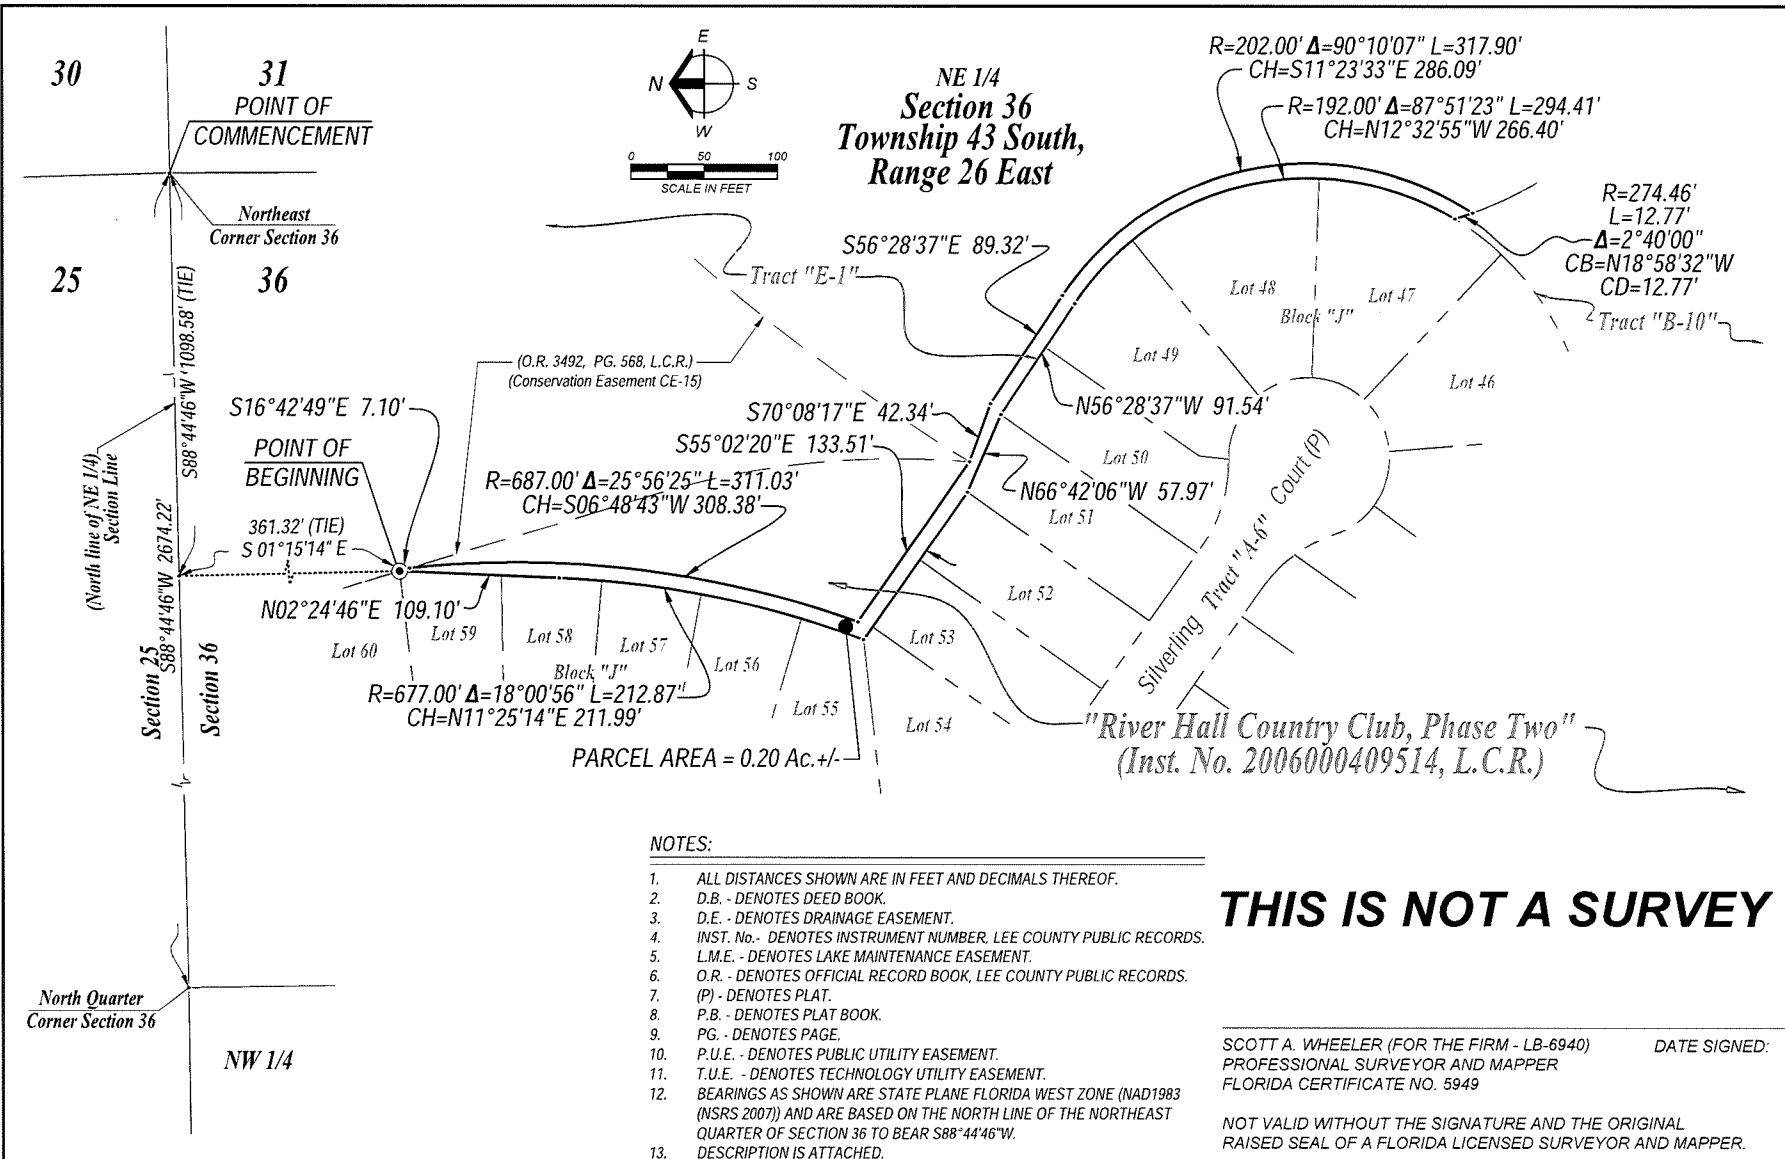 30
31
POINT OF
COMMENCEMENT
Northeast
Corner Section 36
25
36
E
N
S
W
0 50 100
SCALE IN FEET
NE 1/4
Section 36
Township 43 South,
Range 26 East
R=202.00' Δ=90°10'07" L=317.90'
CH=S11°23'33"E 286.09'
R=192.00' Δ=87°51'23" L=294.41'
CH=N12°32'55"W 266.40'
R=274.46'
L=12.77'
Δ=2°40'00"
CB=N18°58'32"W
CD=12.77'
Tract "B-10"
S56°28'37"E 89.32'
Tract "E-1"
Lot 48
Lot 47
Block "J"
Lot 49
Lot 46
(O.R. 3492, PG. 568, L.C.R.)
(Conservation Easement CE-15)
S88°44'46"W 1098.58' (TIE)
S88°44'46"W 2674.22'
(North line of NE 1/4)
Section Line
S16°42'49"E 7.10'
POINT OF
BEGINNING
361.32' (TIE)
S 01°15'14" E
S70°08'17"E 42.34'
S55°02'20"E 133.51'
R=687.00' Δ=25°56'25" L=311.03'
CH=S06°48'43"W 308.38'
N56°28'37"W 91.54'
Lot 50
N66°42'06"W 57.97'
Lot 51
Silverling Tract "A-6" Court (P)
N02°24'46"E 109.10'
Lot 60
Lot 59
Lot 58
Lot 57
Lot 56
Block "J"
Lot 55
Lot 54
Lot 53
Lot 52
R=677.00' Δ=18°00'56" L=212.87'
CH=N11°25'14"E 211.99'
PARCEL AREA = 0.20 Ac.+/-
Section 25
Section 36
"River Hall Country Club, Phase Two"
(Inst. No. 2006000409514, L.C.R.)
North Quarter
Corner Section 36
NW 1/4
NOTES:
1. ALL DISTANCES SHOWN ARE IN FEET AND DECIMALS THEREOF.
2. D.B. - DENOTES DEED BOOK.
3. D.E. - DENOTES DRAINAGE EASEMENT.
4. INST. No.- DENOTES INSTRUMENT NUMBER, LEE COUNTY PUBLIC RECORDS.
5. L.M.E. - DENOTES LAKE MAINTENANCE EASEMENT.
6. O.R. - DENOTES OFFICIAL RECORD BOOK, LEE COUNTY PUBLIC RECORDS.
7. (P) - DENOTES PLAT.
8. P.B. - DENOTES PLAT BOOK.
9. PG. - DENOTES PAGE.
10. P.U.E. - DENOTES PUBLIC UTILITY EASEMENT.
11. T.U.E. - DENOTES TECHNOLOGY UTILITY EASEMENT.
12. BEARINGS AS SHOWN ARE STATE PLANE FLORIDA WEST ZONE (NAD1983
(NSRS 2007)) AND ARE BASED ON THE NORTH LINE OF THE NORTHEAST
QUARTER OF SECTION 36 TO BEAR S88°44'46"W.
13. DESCRIPTION IS ATTACHED.
THIS IS NOT A SURVEY
SCOTT A. WHEELER (FOR THE FIRM - LB-6940) DATE SIGNED:
PROFESSIONAL SURVEYOR AND MAPPER
FLORIDA CERTIFICATE NO. 5949
NOT VALID WITHOUT THE SIGNATURE AND THE ORIGINAL
RAISED SEAL OF A FLORIDA LICENSED SURVEYOR AND MAPPER.